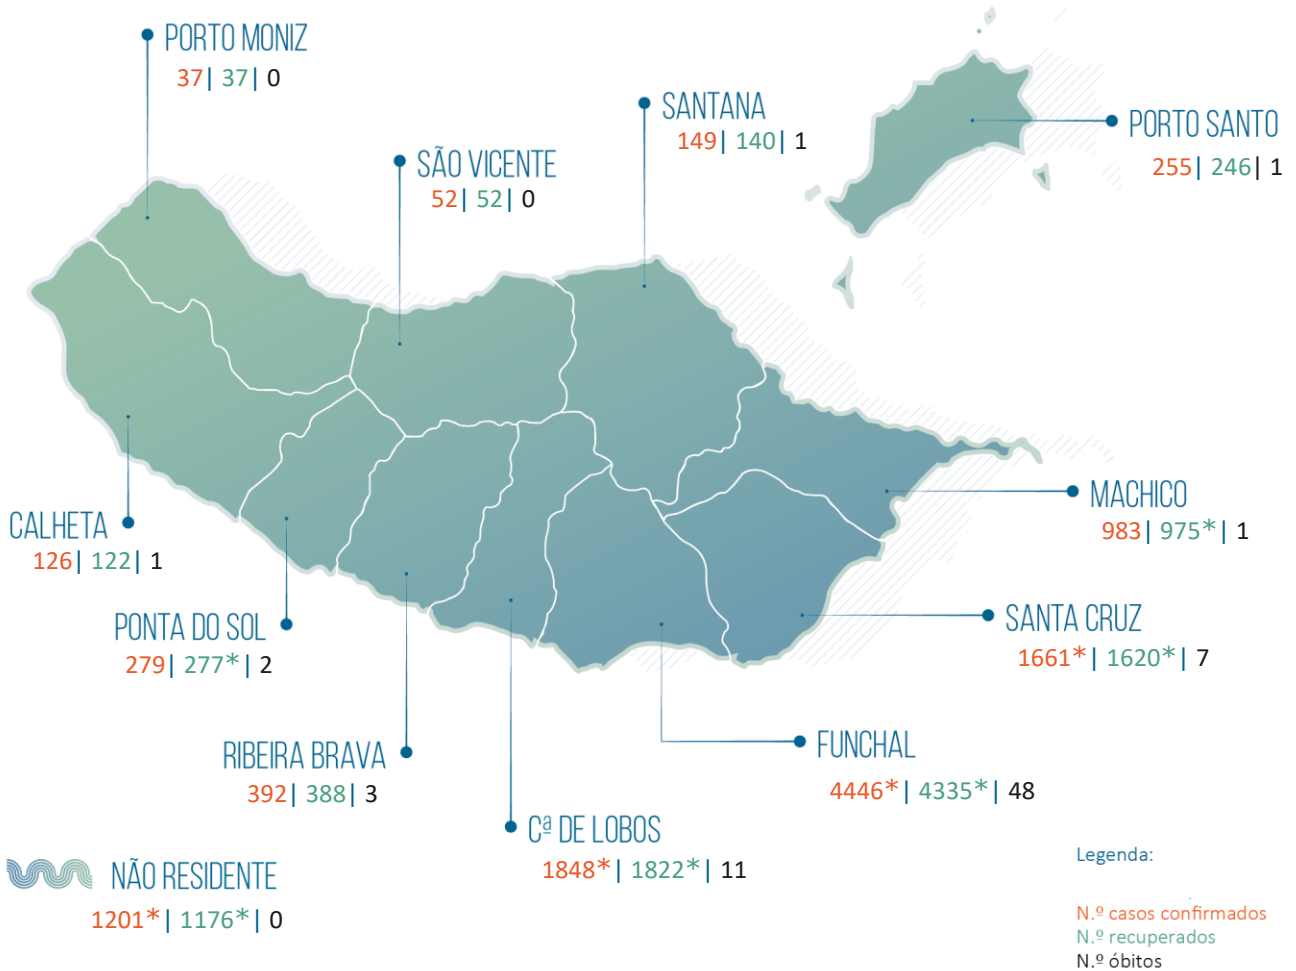 PORTO MONIZ
37| 37| 0
SANTANA
149| 140| 1
PORTO SANTO
255| 246| 1
SÃO VICENTE
52| 52| 0
MACHICO
983| 975*| 1
CALHETA
126| 122| 1
SANTA CRUZ
1661*| 1620*| 7
PONTA DO SOL
279| 277*| 2
FUNCHAL
4446*| 4335*| 48
RIBEIRA BRAVA
392| 388| 3
Cª DE LOBOS
1848*| 1822*| 11
NÃO RESIDENTE
1201*| 1176*| 0
Legenda:
N.º casos confirmados
N.º recuperados
N.º óbitos